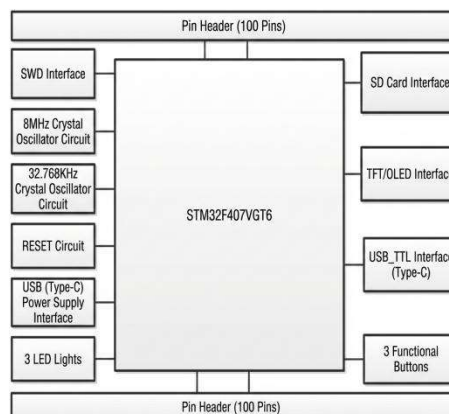 Pin Header (100 Pins)
SWD Interface
8MHz Crystal
Oscillator Circuit
32.768KHz
Crystal Oscillator
Circuit
RESET Circuit
USB (Type-C)
Power Supply
Interface
3 LED Lights
STM32F407VGT6
SD Card Interface
TFT/OLED Interface
USB_TTL Interface
(Type-C)
3 Functional
Buttons
Pin Header (100 Pins)